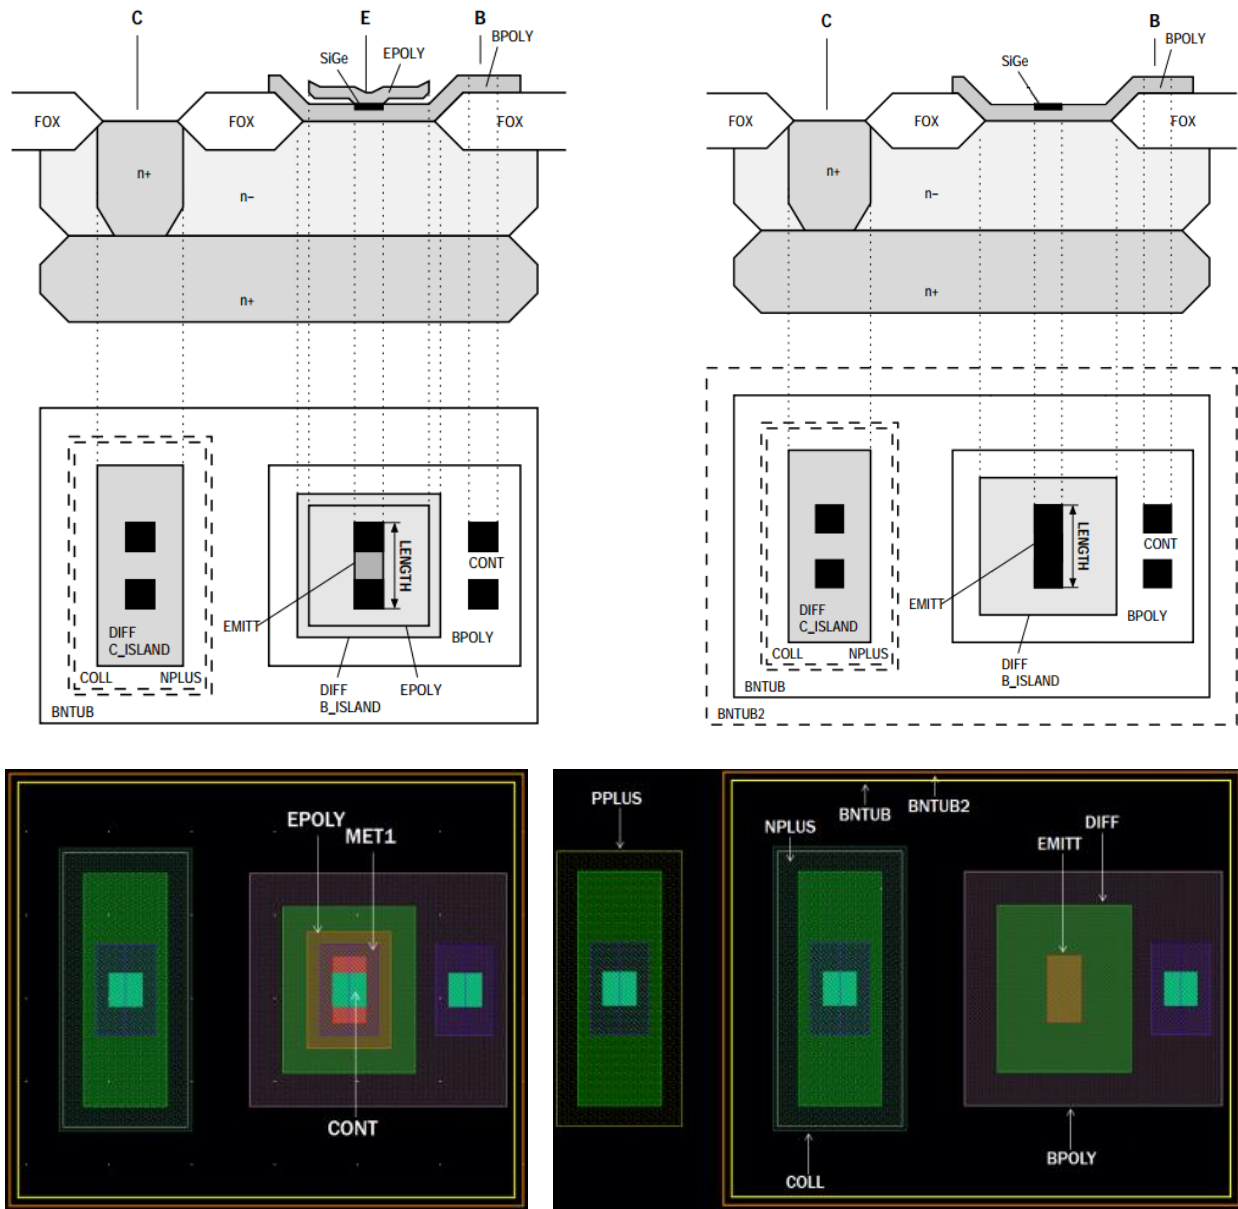 C
E
B
BPOLY
SiGe
EPOLY
FOX
FOX
FOX
n+
n−
n+
LENGTH
CONT
EMITT
BPOLY
DIFF
C_ISLAND
COLL
NPLUS
DIFF
B_ISLAND
EPOLY
BNTUB
C
B
BPOLY
SiGe
FOX
FOX
FOX
n+
n−
n+
LENGTH
CONT
EMITT
BPOLY
DIFF
C_ISLAND
COLL
NPLUS
DIFF
B_ISLAND
BNTUB
BNTUB2
EPOLY
MET1
CONT
PPLUS
NPLUS
BNTUB
BNTUB2
DIFF
EMITT
BPOLY
COLL